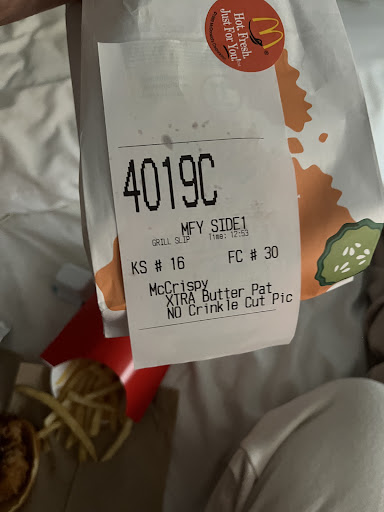 Hot. Fresh.
Just For You!
4019C
MFY SIDE1
GRILL SLIP Time: 12:53
KS # 16 FC # 30
McCrispy
XTRA Butter Pat
NO Crinkle Cut Pic